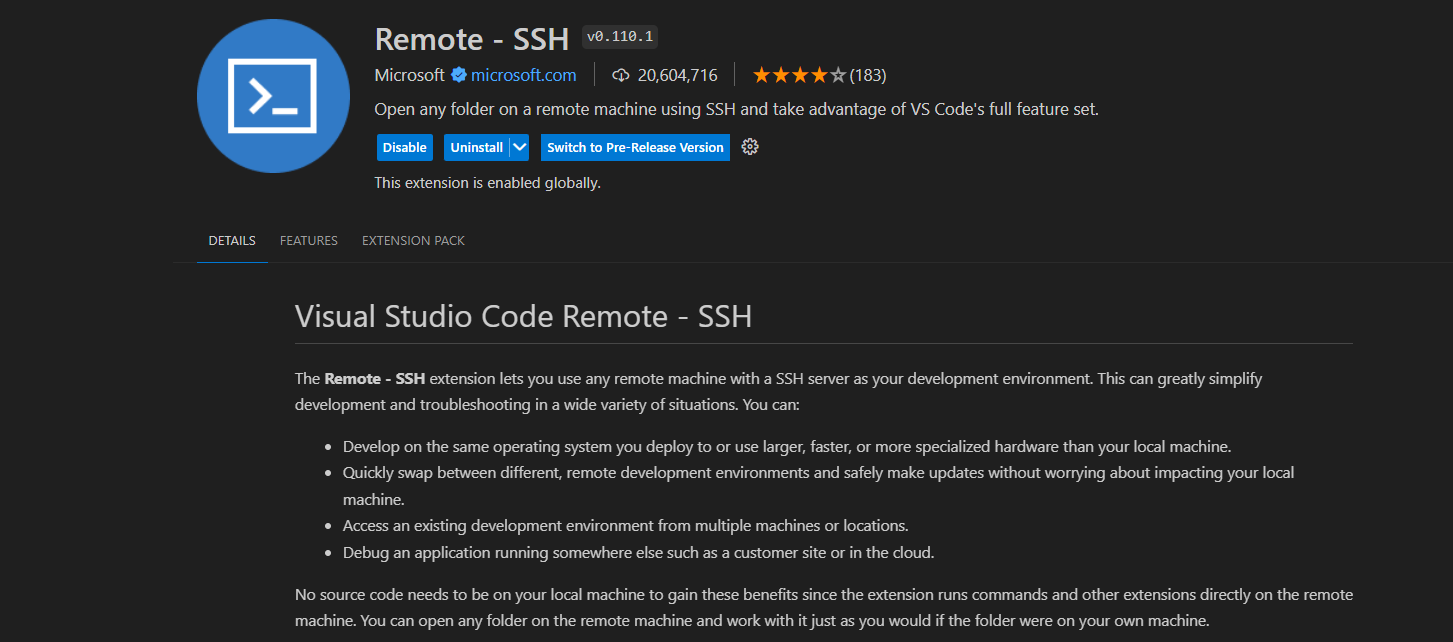 Remote - SSH v0.110.1
Microsoft microsoft.com 20,604,716 (183)
Open any folder on a remote machine using SSH and take advantage of VS Code's full feature set.
Disable Uninstall Switch to Pre-Release Version
This extension is enabled globally.
DETAILS FEATURES EXTENSION PACK
Visual Studio Code Remote - SSH
The Remote - SSH extension lets you use any remote machine with a SSH server as your development environment. This can greatly simplify
development and troubleshooting in a wide variety of situations. You can:
• Develop on the same operating system you deploy to or use larger, faster, or more specialized hardware than your local machine.
• Quickly swap between different, remote development environments and safely make updates without worrying about impacting your local
machine.
• Access an existing development environment from multiple machines or locations.
• Debug an application running somewhere else such as a customer site or in the cloud.
No source code needs to be on your local machine to gain these benefits since the extension runs commands and other extensions directly on the remote
machine. You can open any folder on the remote machine and work with it just as you would if the folder were on your own machine.